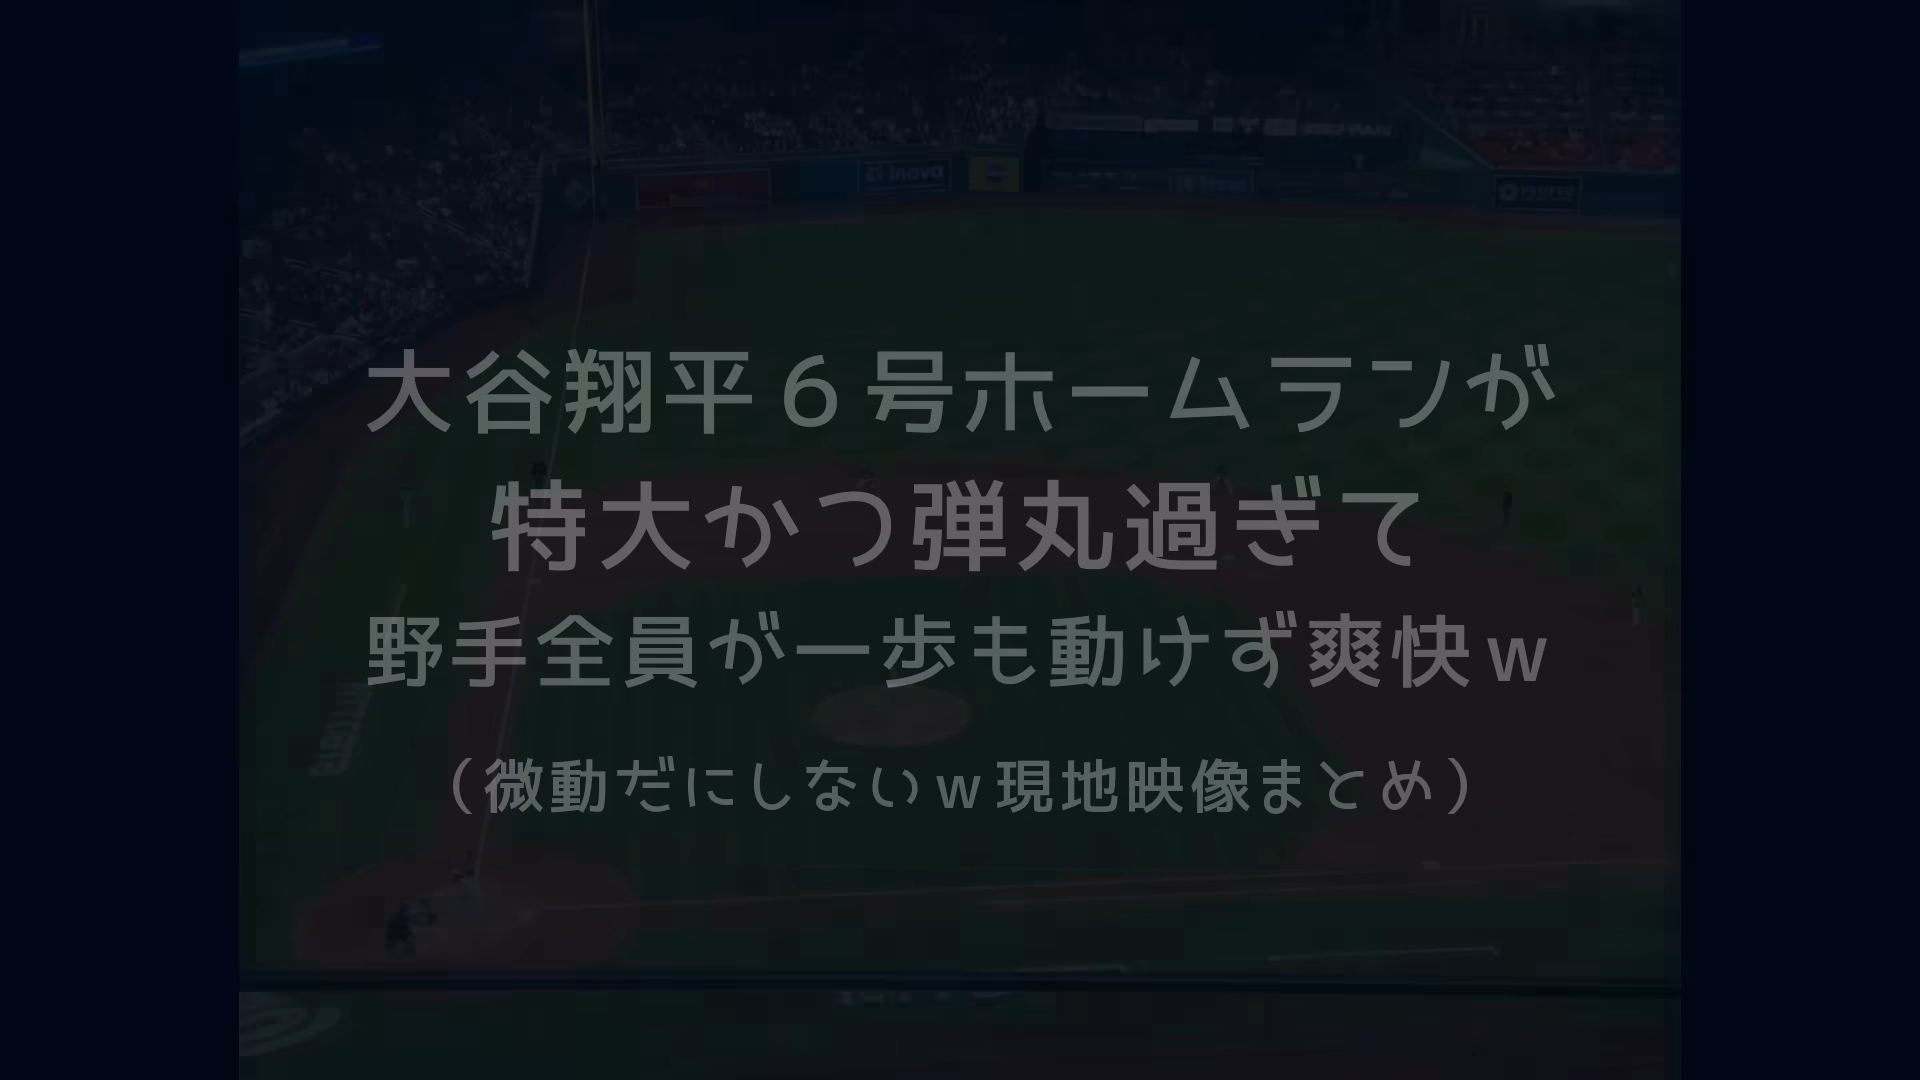 大谷翔平６号ホームランが
特大かつ弾丸過ぎて
野手全員が一歩も動けず爽快ｗ
（微動だにしないｗ現地映像まとめ）
Inova